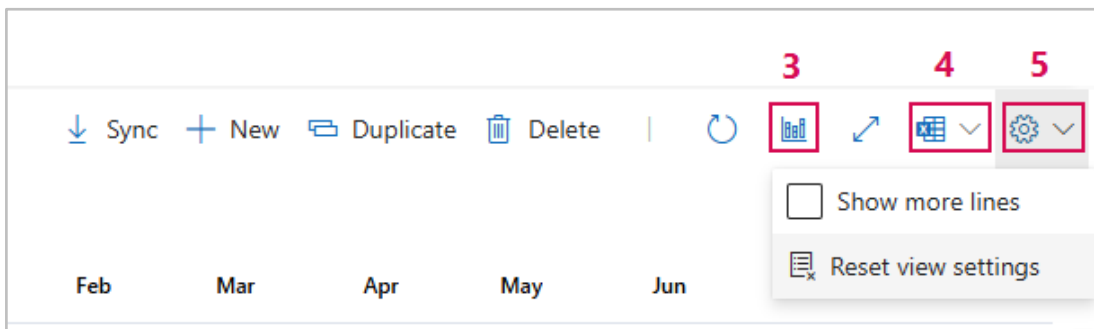 3 4 5
Sync New Duplicate Delete
Show more lines
Reset view settings
Feb Mar Apr May Jun